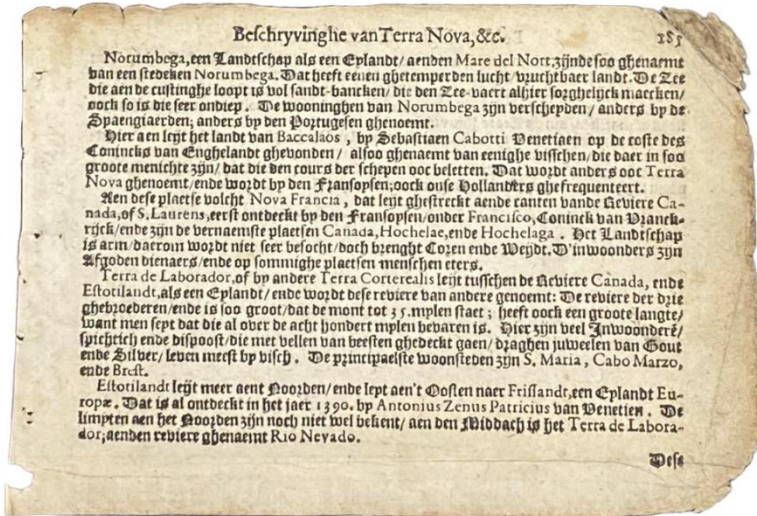 Beschryvinghe van Terra Nova, &c. 185
Norumbega, een Landtschap als een Eylandt/ aenden Mare del Nort, zijnde soo ghenaemt
van een stedeken Norumbega. Dat heeft eenen ghetemperden lucht/ vruchtbaer landt. De Zee
die aen de custinghe loopt is vol sandt-bancken/ die den Zee-vaert alhier sorghelijck maecken/
oock so is die seer ondiep. De wooninghen van Norumbega zijn verscheyden/ anders by de
Spaengiaerden; anders by den Portugesen ghenoemt.
Hier aen leyt het landt van Baccalaos, by Sebastiaen Cabotti Venetiaen op de coste des
Conincks van Enghelandt ghevonden/ alsoo ghenaemt van eenighe visschen/ die daer in soo
groote menichte zijn/ dat die den cours der schepen ooc beletten. Dat wordt anders ooc Terra
Nova ghenoemt/ ende wordt by den Fransoysen; oock onse Hollanders ghefrequenteert.
Aen dese plaetse volcht Nova Francia, dat leyt ghestreckt aende canten vande Reviere Ca-
nada, of S. Laurens, eerst ontdeckt by den Fransoysen/ onder Francisco, Coninck van Vranck-
rijck/ ende zijn de vernaemste plaetsen Canada, Hochelae, ende Hochelaga. Het Landtschap
is arm/ daerom wordt niet seer besocht/ doch brenght Coren ende Weydt. D'inwoonders zijn
Afgoden dienaers/ ende op sommighe plaetsen menschen eters.
Terra de Laborador, of by andere Terra Corterealis leyt tusschen de Reviere Canada, ende
Estotilandt, als een Eylandt/ ende wordt dese reviere van andere genoemt: De reviere der drie
ghebroederen/ ende is soo groot/ dat de mont tot 35. mylen staet; heeft oock een groote langte/
want men seyt dat die al over de acht hondert mylen bevaren is. Hier zijn veel Inwoonderē/
spichtich ende dispoost/ die met vellen van beesten ghedeckt gaen/ draghen juweelen van Gout
ende Silver/ leven meest by visch. De principaelste woonsteden zijn S. Maria, Cabo Marzo,
ende Brest.
Estotilandt leyt meer aent Noorden/ ende lept aen't Oosten naer Frislandt, een Eylandt Eu-
ropæ. Dat is al ontdeckt in het jaer 1390. by Antonius Zenus Patricius van Venetien. De
limyten aen het Noorden zijn noch niet wel bekent/ aen den Middach is het Terra de Labora-
dor; aenden reviere ghenaemt Rio Nevado.
Dese